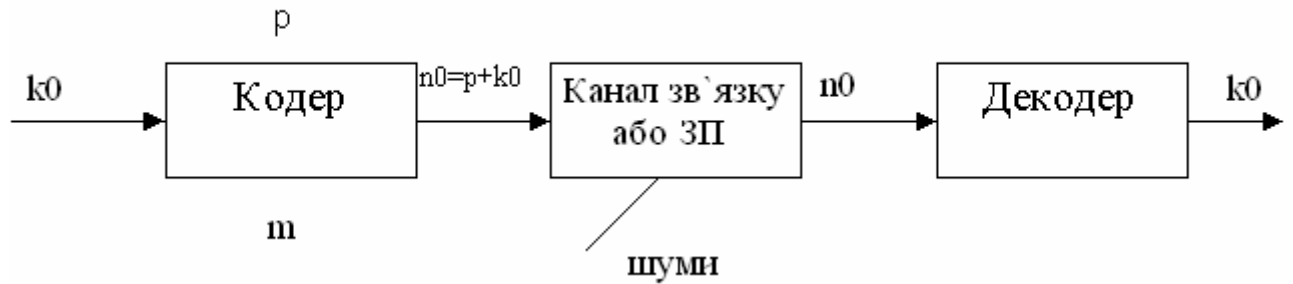 p
k0
Кодер
n0=p+k0
Канал зв`язку
або ЗП
n0
Декодер
k0
m
шуми